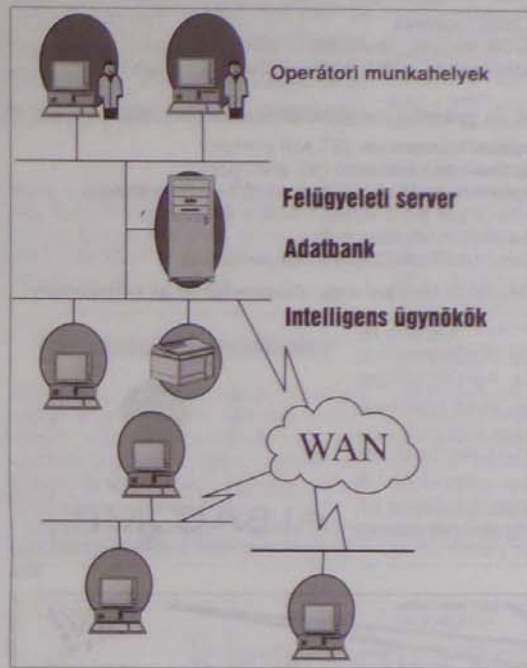 Operátori munkahelyek
Felügyeleti server
Adatbank
Intelligens ügynökök
WAN